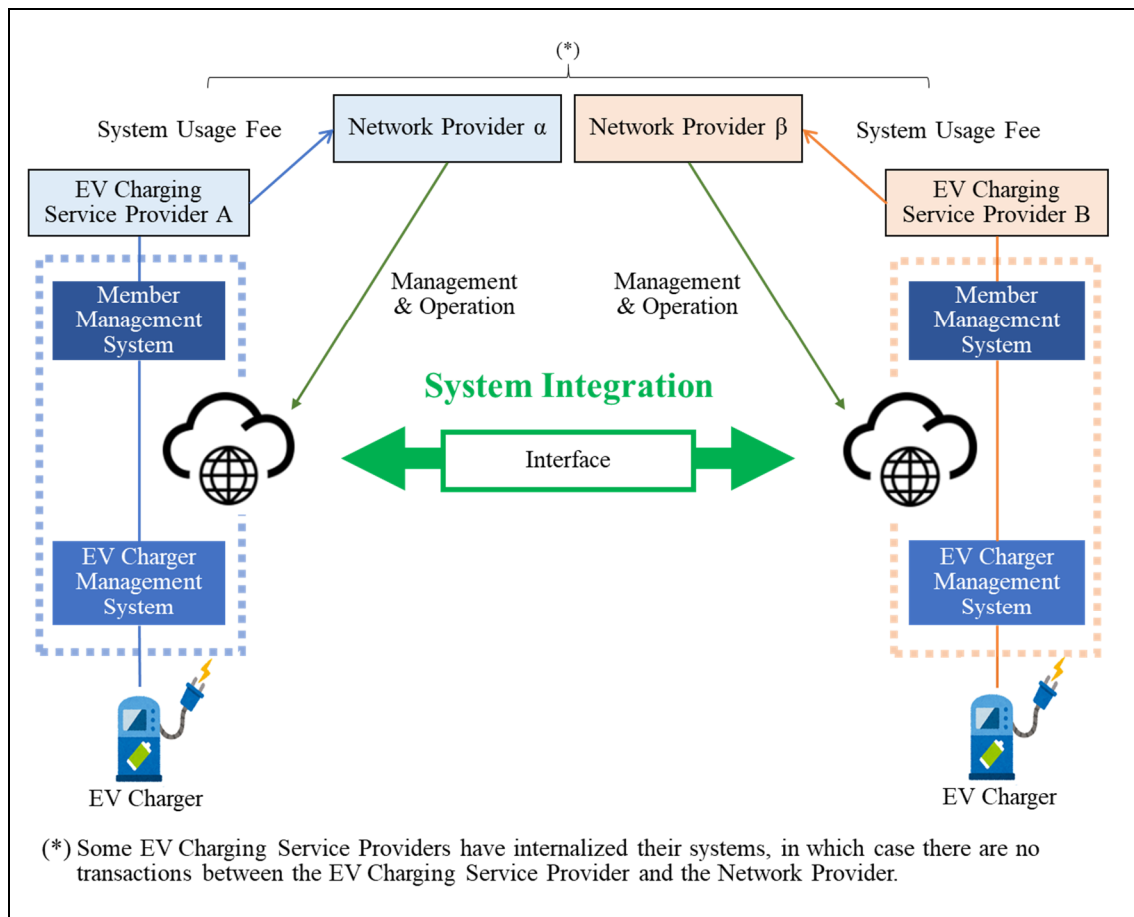 (*)
System Usage Fee
Network Provider α
Network Provider β
System Usage Fee
EV Charging
Service Provider A
EV Charging
Service Provider B
Management
& Operation
Management
& Operation
Member
Management
System
Member
Management
System
System Integration
Interface
EV Charger
Management
System
EV Charger
Management
System
EV Charger
EV Charger
(*) Some EV Charging Service Providers have internalized their systems, in which case there are no
transactions between the EV Charging Service Provider and the Network Provider.